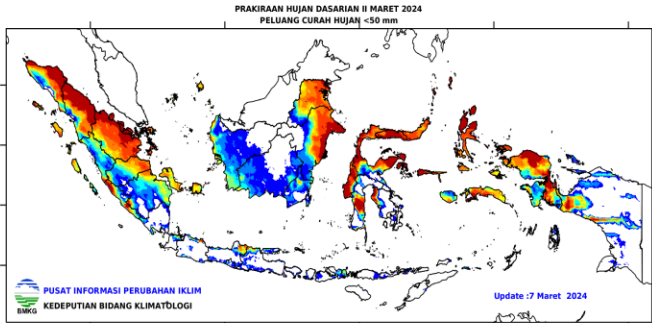 PRAKIRAAN HUJAN DASARIAN II MARET 2024
PELUANG CURAH HUJAN <50 mm
PUSAT INFORMASI PERUBAHAN IKLIM
KEDEPUTIAN BIDANG KLIMATOLOGI
BMKG
Update :7 Maret 2024